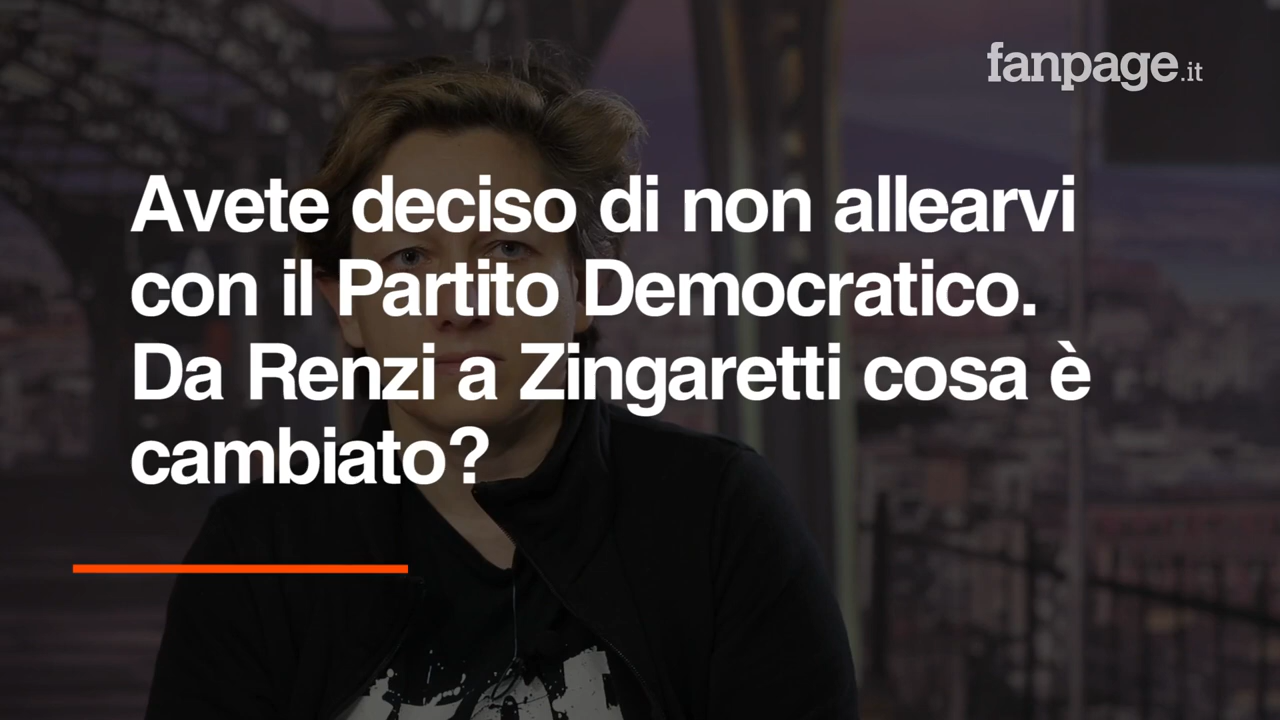 fanpage.it
Avete deciso di non allearvi
con il Partito Democratico.
Da Renzi a Zingaretti cosa è
cambiato?